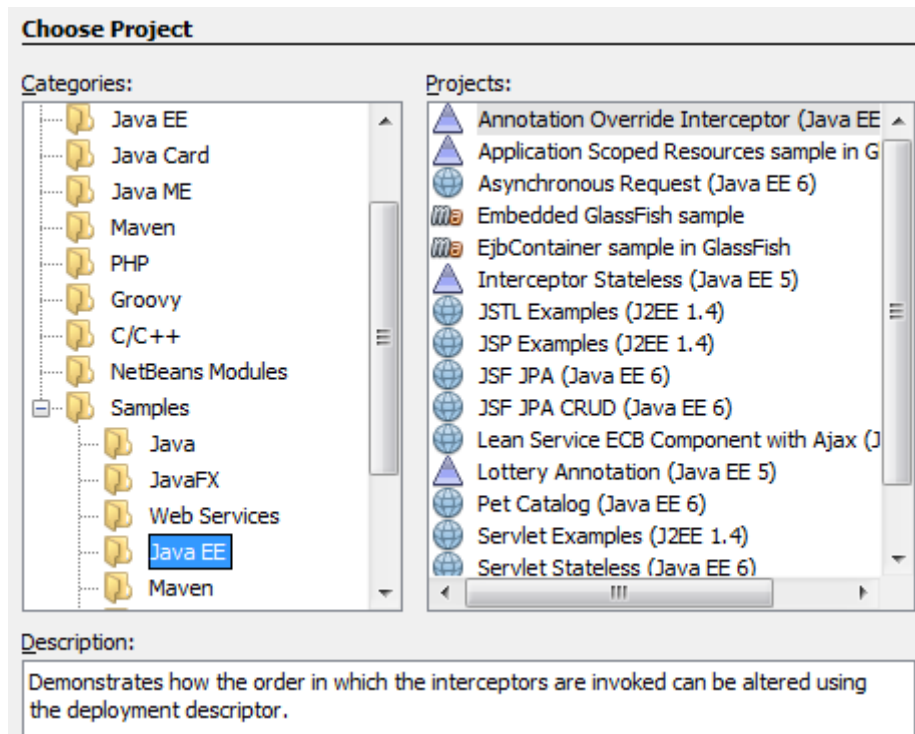 Choose Project
Categories:
Java EE
Java Card
Java ME
Maven
PHP
Groovy
C/C++
NetBeans Modules
Samples
Java
JavaFX
Web Services
Java EE
Maven
Projects:
Annotation Override Interceptor (Java EE
Application Scoped Resources sample in G
Asynchronous Request (Java EE 6)
Embedded GlassFish sample
EjbContainer sample in GlassFish
Interceptor Stateless (Java EE 5)
JSTL Examples (J2EE 1.4)
JSP Examples (J2EE 1.4)
JSF JPA (Java EE 6)
JSF JPA CRUD (Java EE 6)
Lean Service ECB Component with Ajax (J
Lottery Annotation (Java EE 5)
Pet Catalog (Java EE 6)
Servlet Examples (J2EE 1.4)
Servlet Stateless (Java EE 6)
Description:
Demonstrates how the order in which the interceptors are invoked can be altered using
the deployment descriptor.